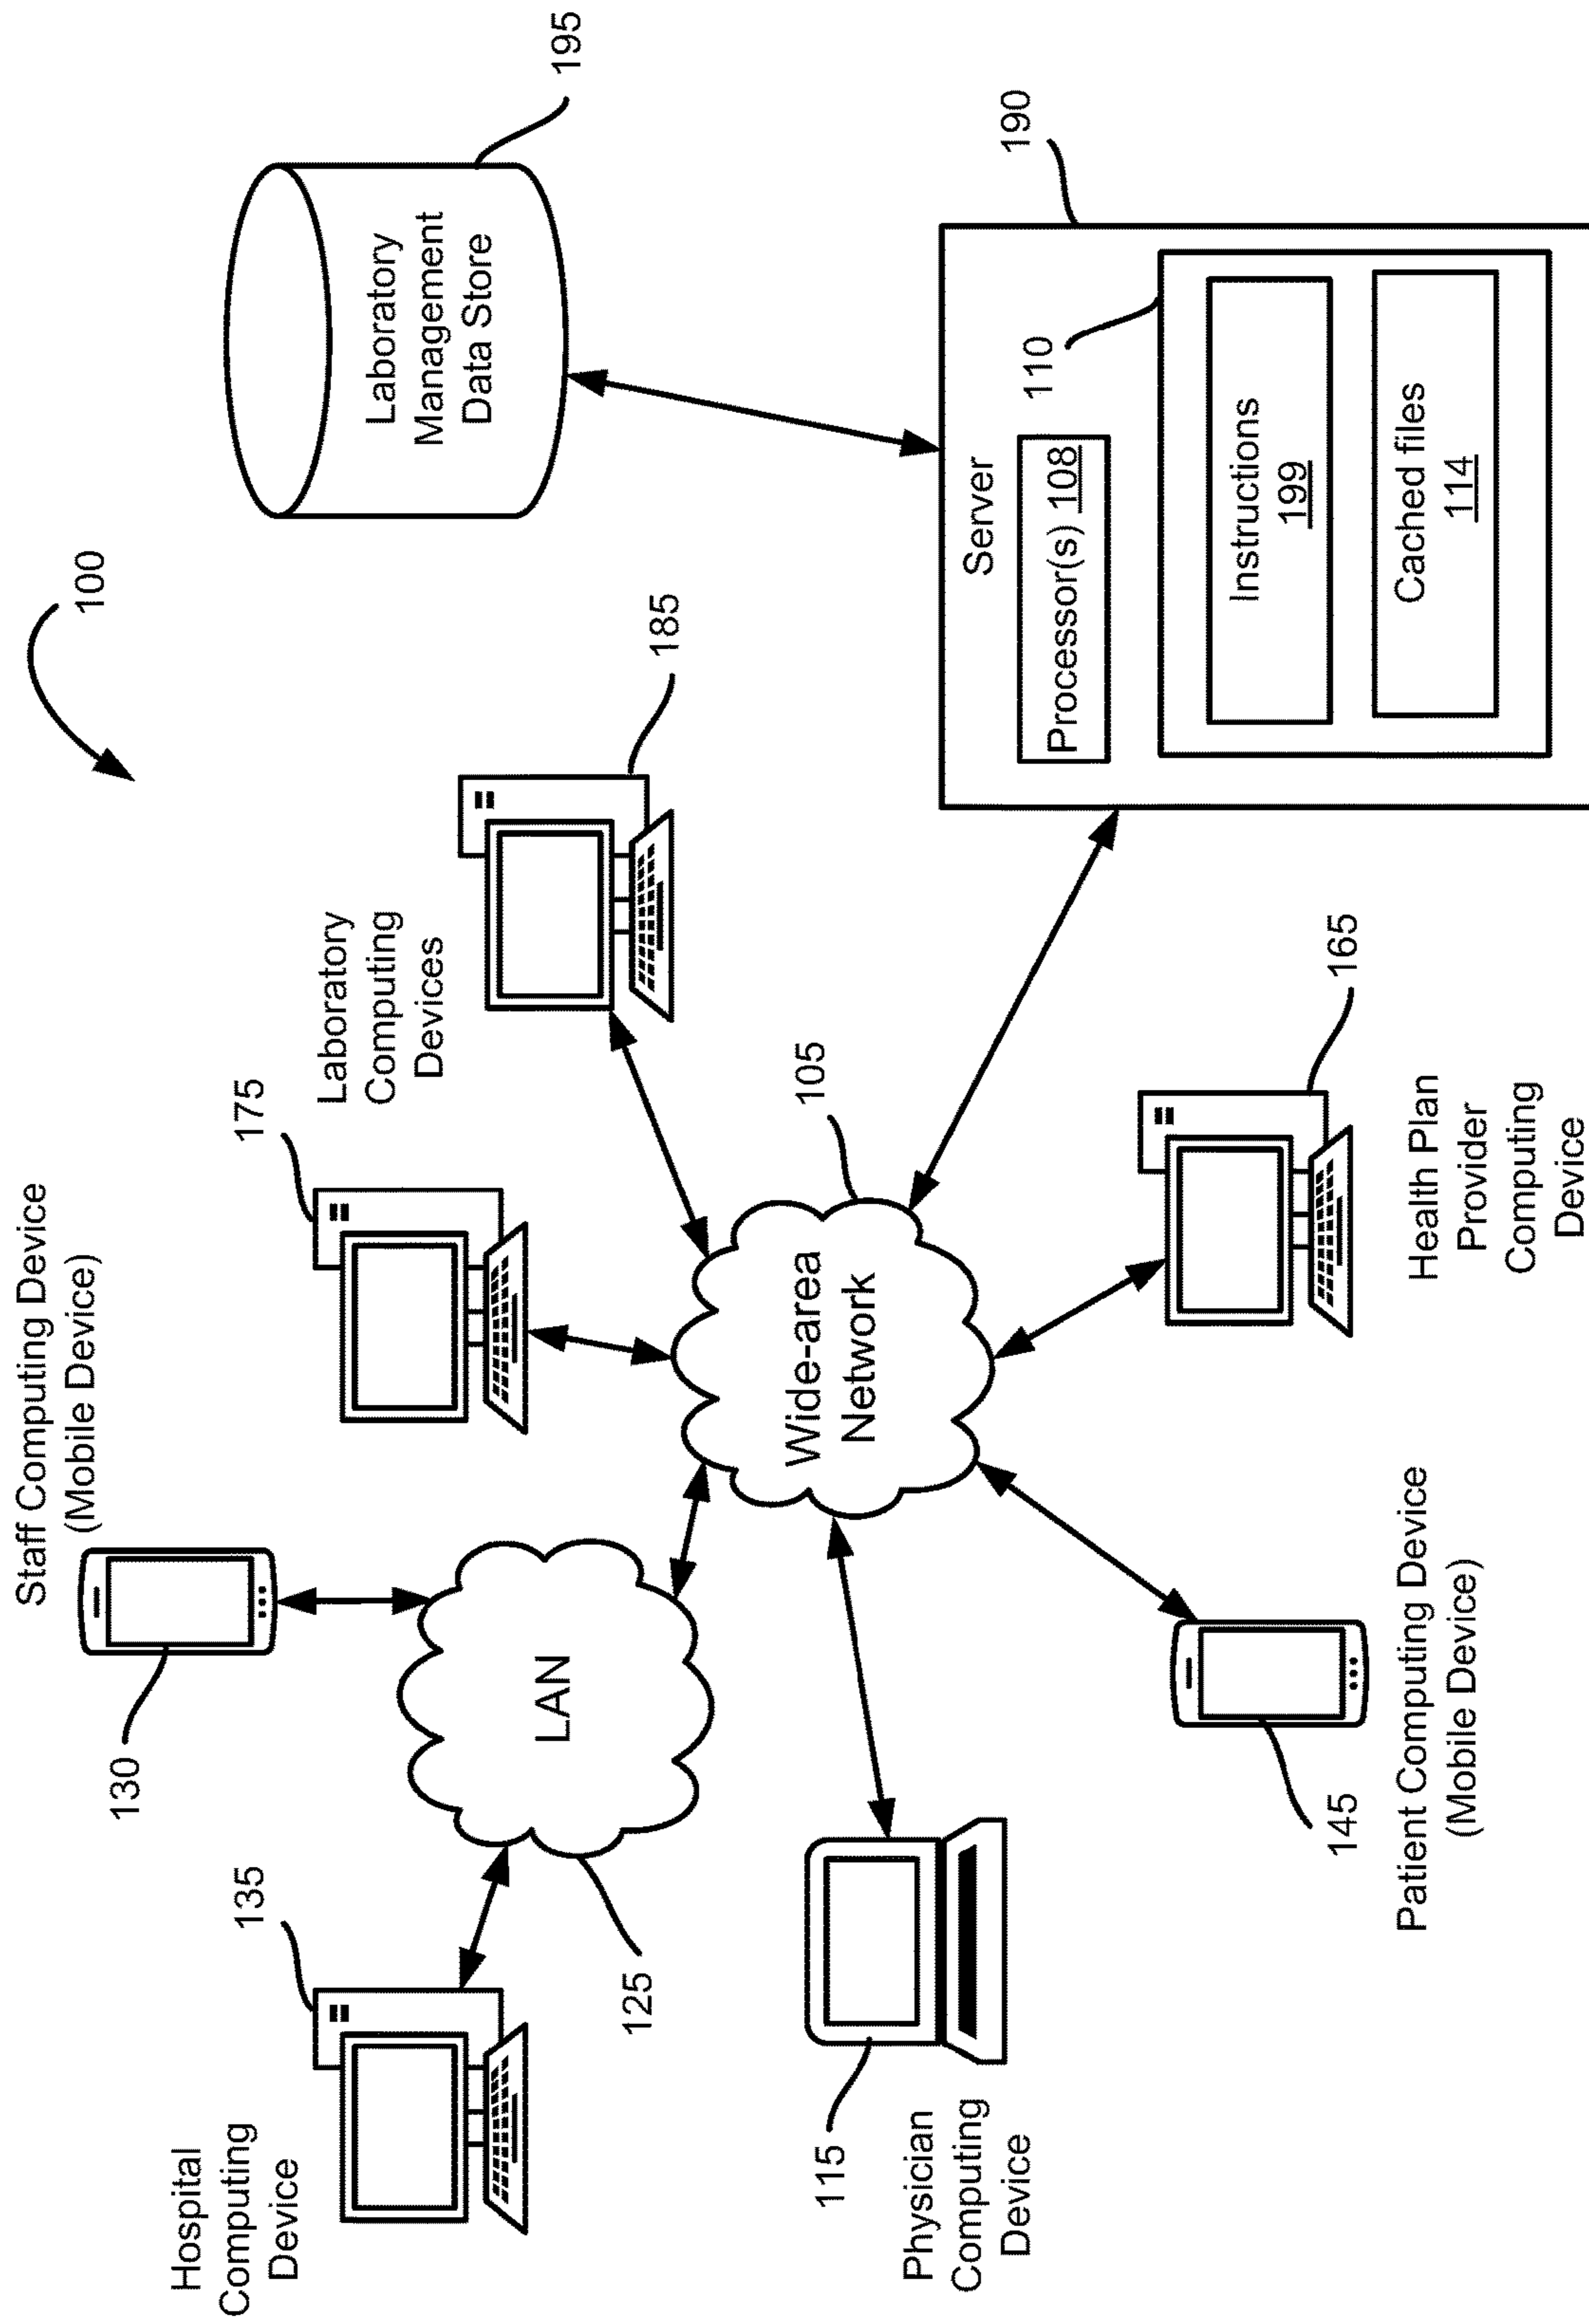 100
Staff Computing Device
(Mobile Device)
130
Hospital
Computing
Device
135
LAN
125
175
Laboratory
Computing
Devices
185
Laboratory
Management
Data Store
195
Wide-area
Network
105
115
Physician
Computing
Device
145
Patient Computing Device
(Mobile Device)
165
Health Plan
Provider
Computing
Device
190
Server
Processor(s) 108
110
Instructions
199
Cached files
114